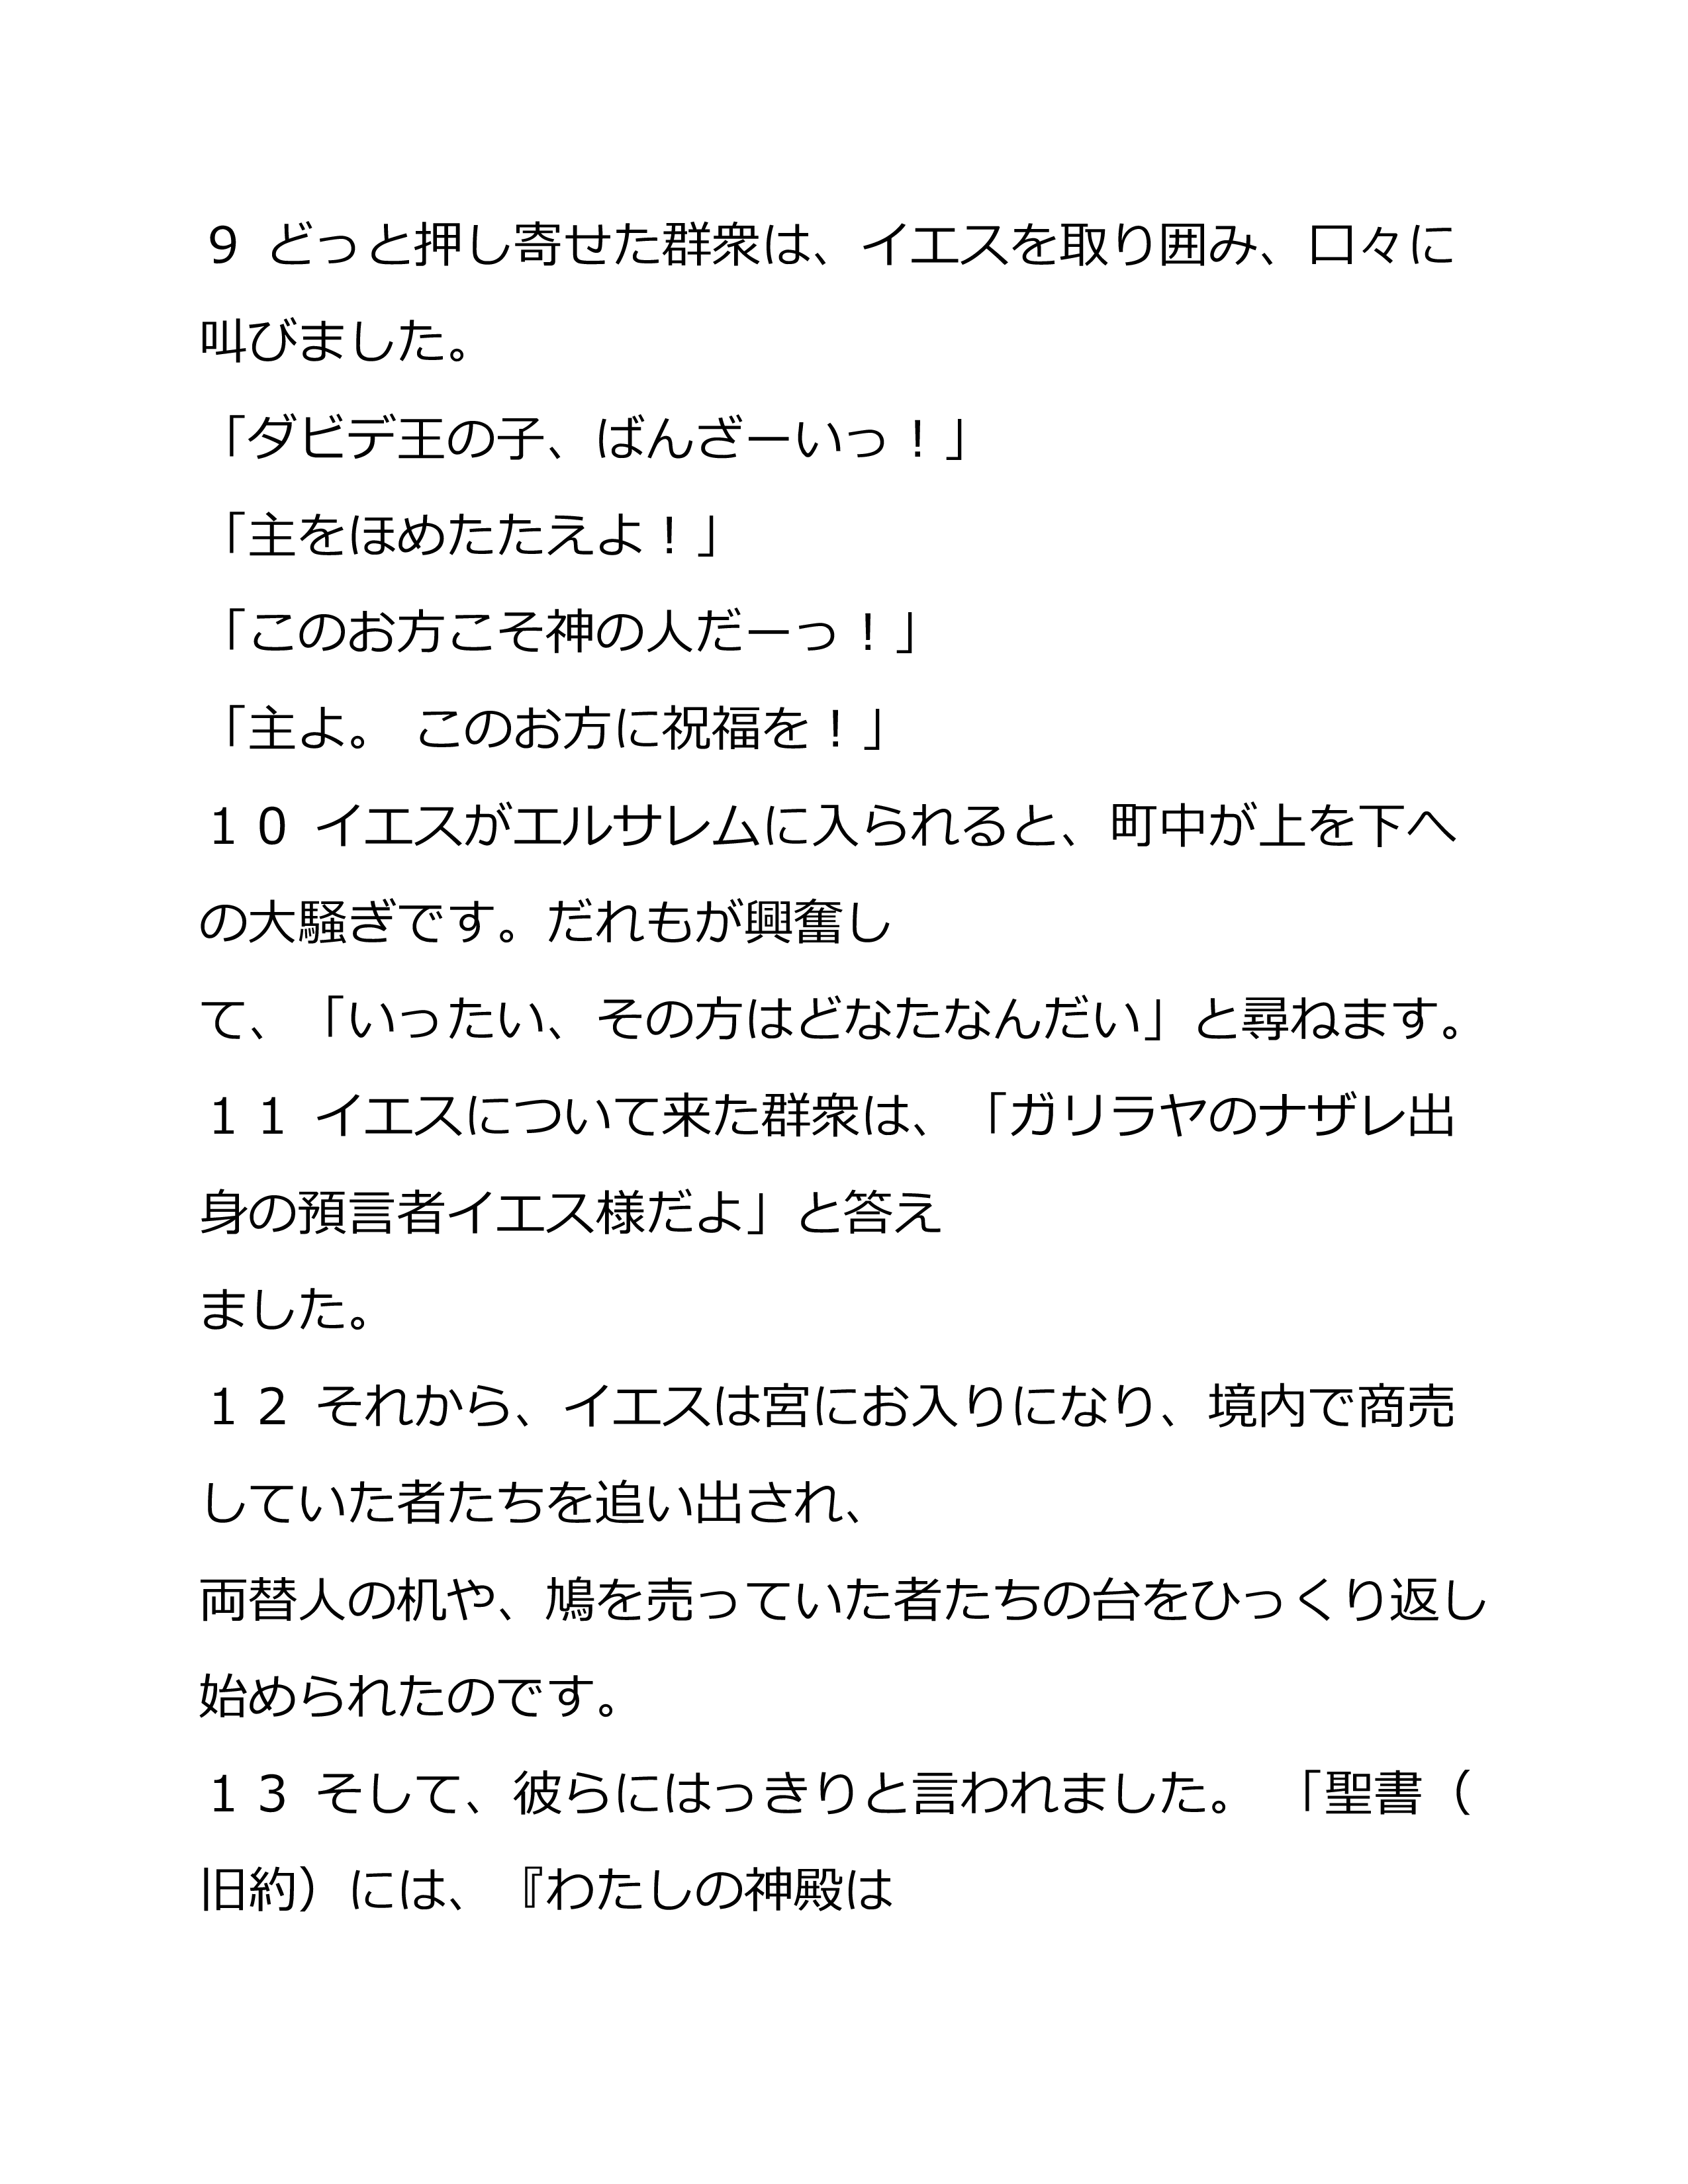 ９ どっと押し寄せた群衆は、イエスを取り囲み、口々に
叫びました。
「ダビデ王の子、ばんざーいっ！」
「主をほめたたえよ！」
「このお方こそ神の人だーっ！」
「主よ。 このお方に祝福を！」
１０ イエスがエルサレムに入られると、町中が上を下へ
の大騒ぎです。だれもが興奮し
て、「いったい、その方はどなたなんだい」と尋ねます。
１１ イエスについて来た群衆は、「ガリラヤのナザレ出
身の預言者イエス様だよ」と答え
ました。
１２ それから、イエスは宮にお入りになり、境内で商売
していた者たちを追い出され、
両替人の机や、鳩を売っていた者たちの台をひっくり返し
始められたのです。
１３ そして、彼らにはっきりと言われました。 「聖書（
旧約）には、『わたしの神殿は